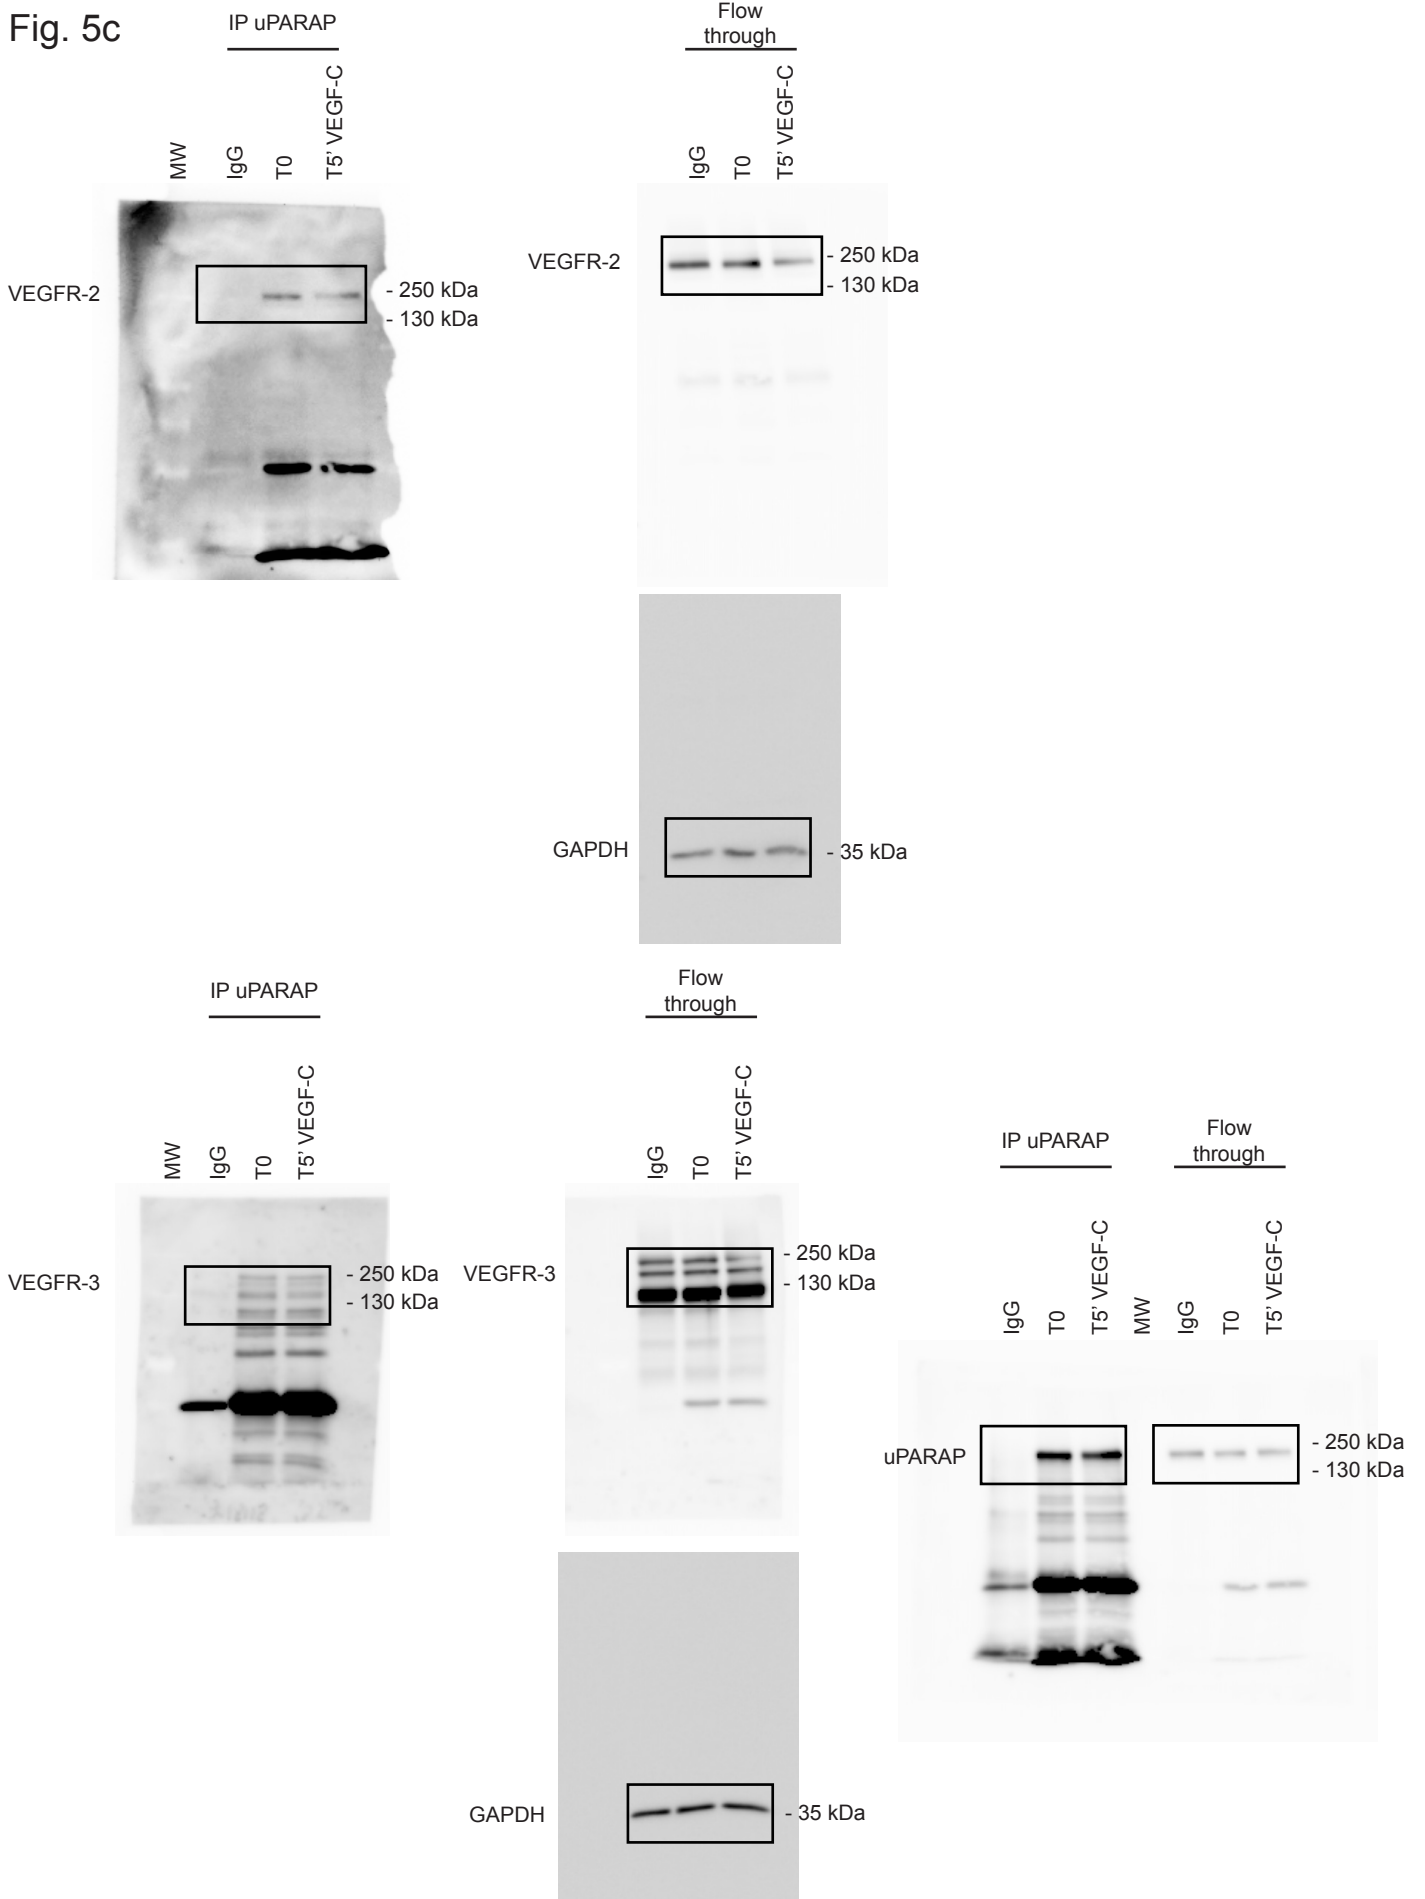 Fig. 5c
IP uPARAP
Flow
through
MW
IgG
T0
T5' VEGF-C
IgG
T0
T5' VEGF-C
VEGFR-2
- 250 kDa
- 130 kDa
VEGFR-2
- 250 kDa
- 130 kDa
GAPDH
- 35 kDa
IP uPARAP
Flow
through
MW
IgG
T0
T5' VEGF-C
IgG
T0
T5' VEGF-C
VEGFR-3
- 250 kDa
- 130 kDa
VEGFR-3
- 250 kDa
- 130 kDa
IP uPARAP
Flow
through
IgG
T0
T5' VEGF-C
MW
IgG
T0
T5' VEGF-C
uPARAP
- 250 kDa
- 130 kDa
GAPDH
- 35 kDa